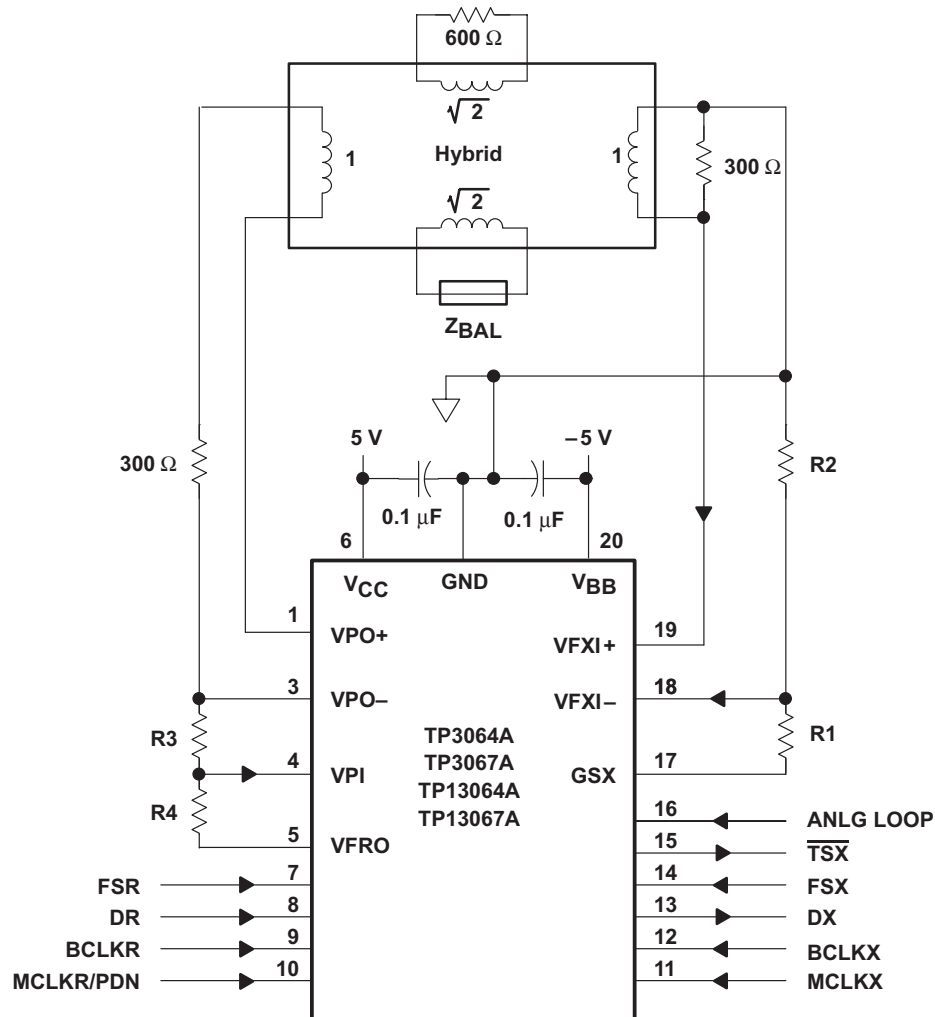 600 Ω
√2
1
Hybrid
1
300 Ω
√2
ZBAL
5 V
–5 V
300 Ω
R2
0.1 μF
0.1 μF
6
20
VCC
GND
VBB
1
VPO+
19
VFXI+
3
VPO–
18
VFXI–
R3
R1
TP3064A
TP3067A
TP13064A
TP13067A
4
VPI
17
GSX
R4
16
ANLG LOOP
5
VFRO
15
TSX
FSR
7
14
FSX
DR
8
13
DX
BCLKR
9
12
BCLKX
MCLKR/PDN
10
11
MCLKX